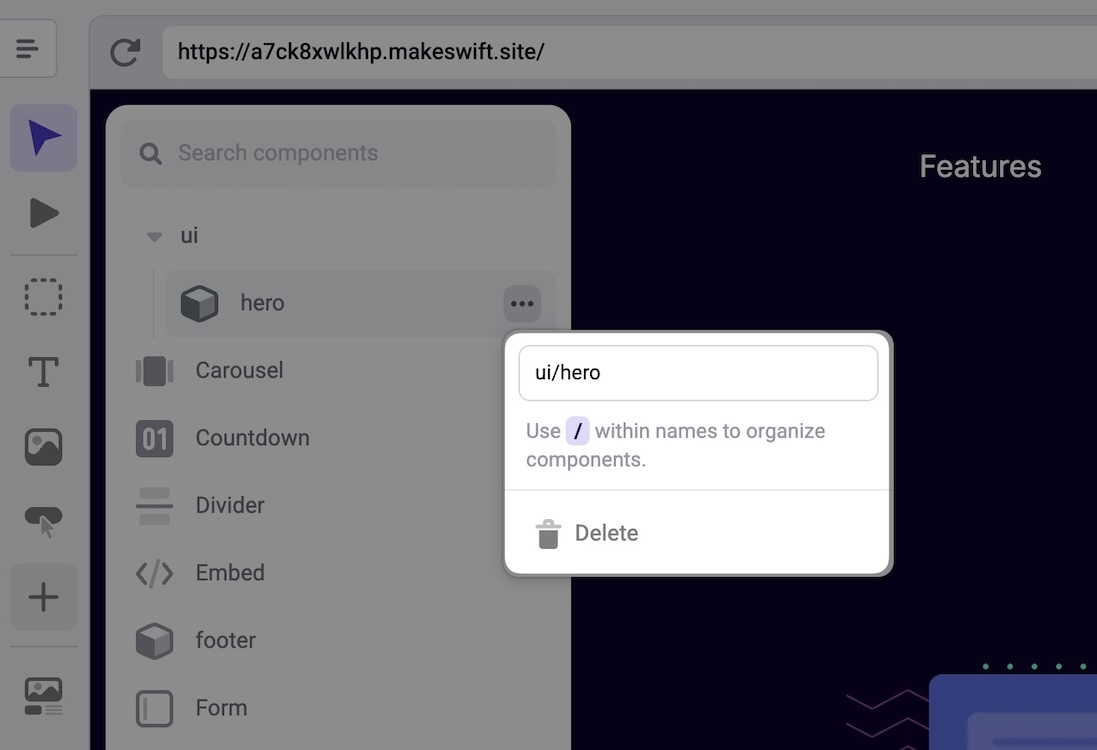 https://a7ck8xwlkhp.makeswift.site/
Search components
Features
ui
hero
ui/hero
Use / within names to organize
components.
Delete
Carousel
01 Countdown
Divider
Embed
footer
Form